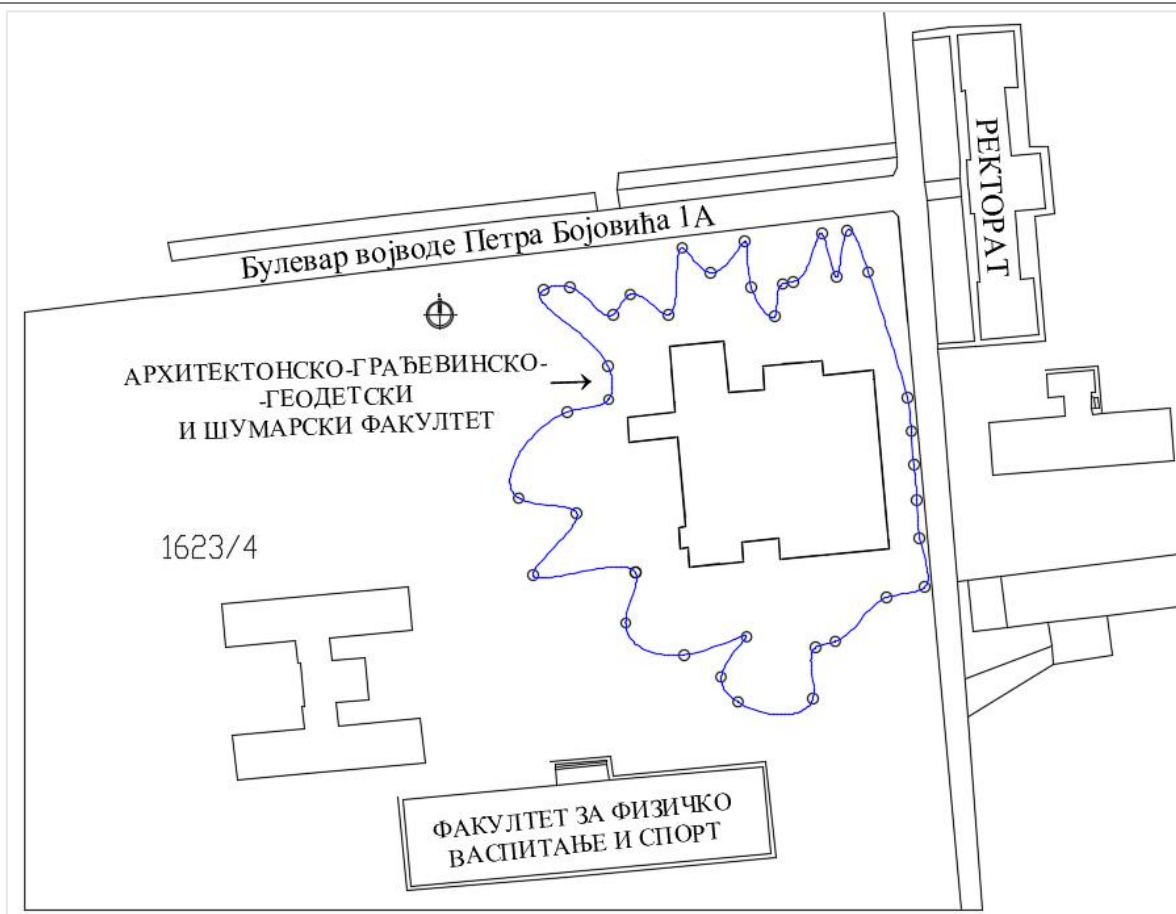 РЕКТОРАТ
Булевар војводе Петра Бојовића 1А
АРХИТЕКТОНСКО-ГРАЂЕВИНСКО-
-ГЕОДЕТСКИ
И ШУМАРСКИ ФАКУЛТЕТ
1623/4
ФАКУЛТЕТ ЗА ФИЗИЧКО
ВАСПИТАЊЕ И СПОРТ